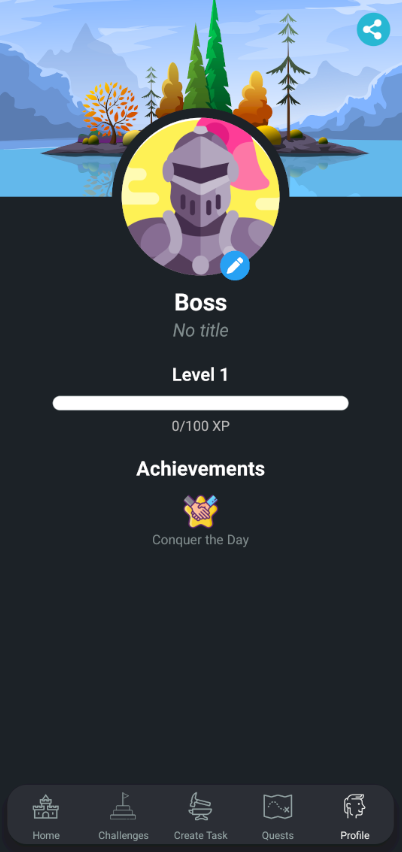 Boss
No title
Level 1
0/100 XP
Achievements
Conquer the Day
Home
Challenges
Create Task
Quests
Profile